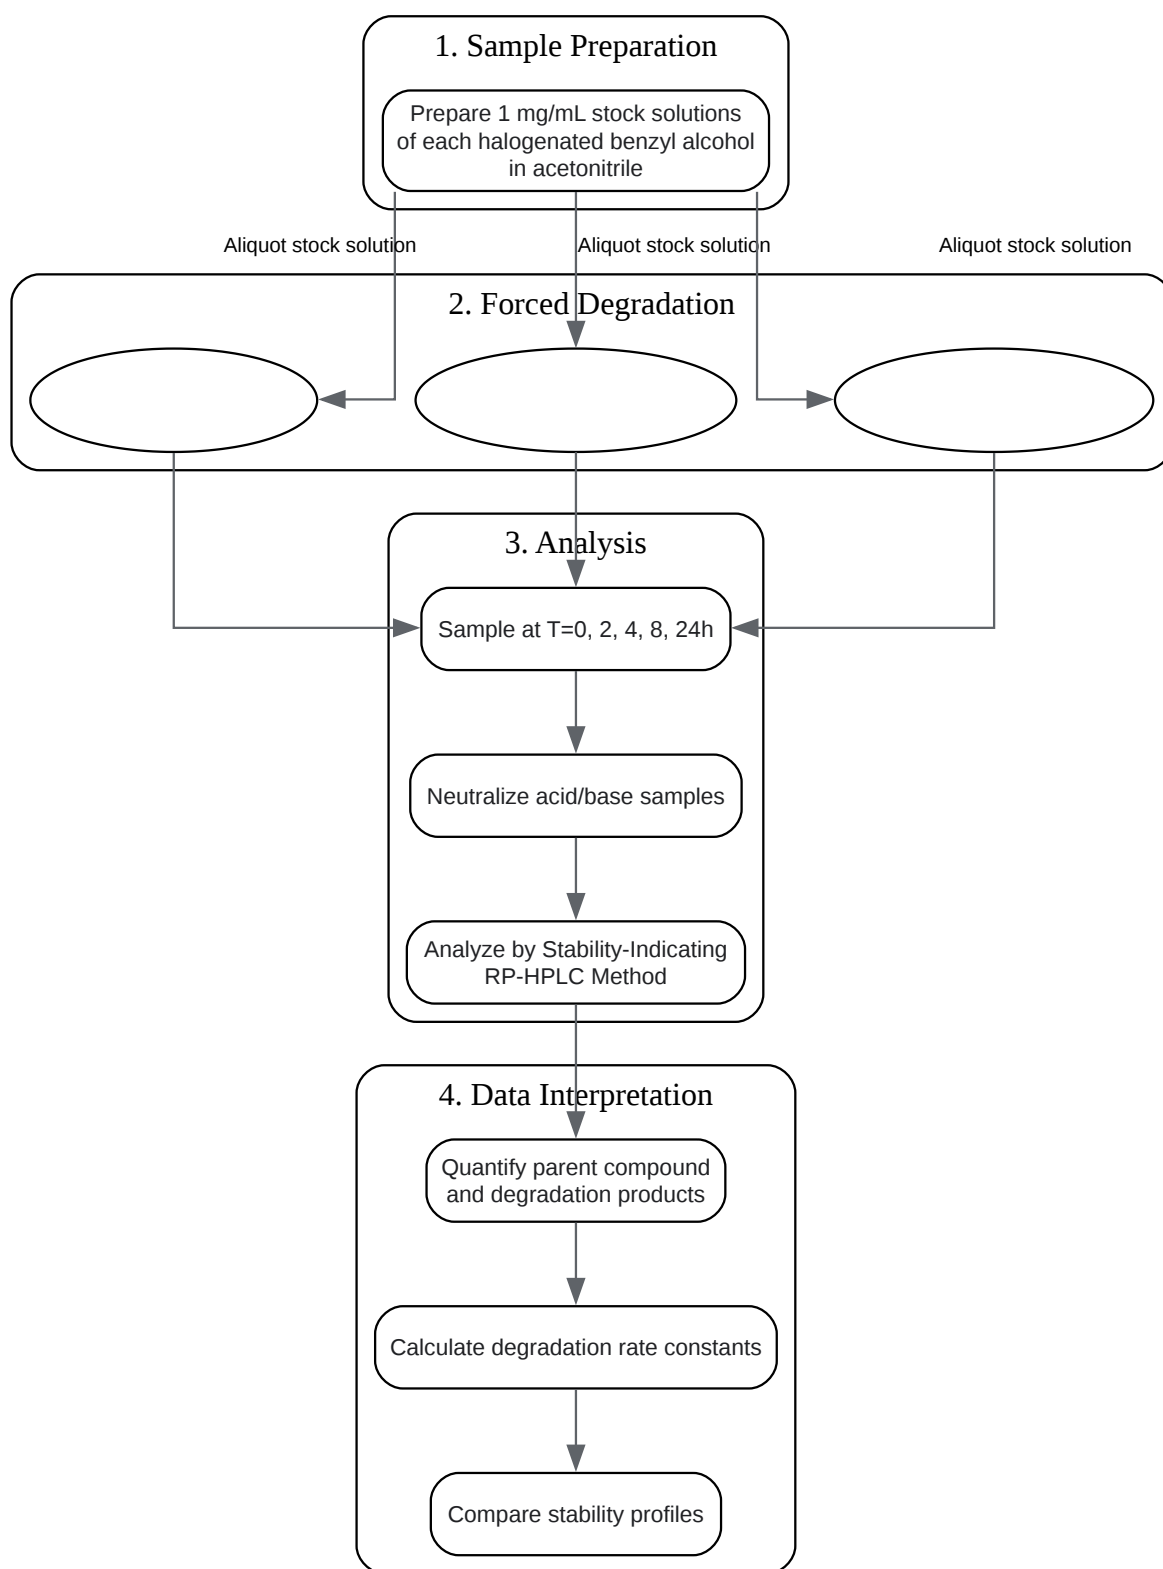 1. Sample Preparation
Prepare 1 mg/mL stock solutions
of each halogenated benzyl alcohol
in acetonitrile
Aliquot stock solution
Aliquot stock solution
Aliquot stock solution
2. Forced Degradation
3. Analysis
Sample at T=0, 2, 4, 8, 24h
Neutralize acid/base samples
Analyze by Stability-Indicating
RP-HPLC Method
4. Data Interpretation
Quantify parent compound
and degradation products
Calculate degradation rate constants
Compare stability profiles